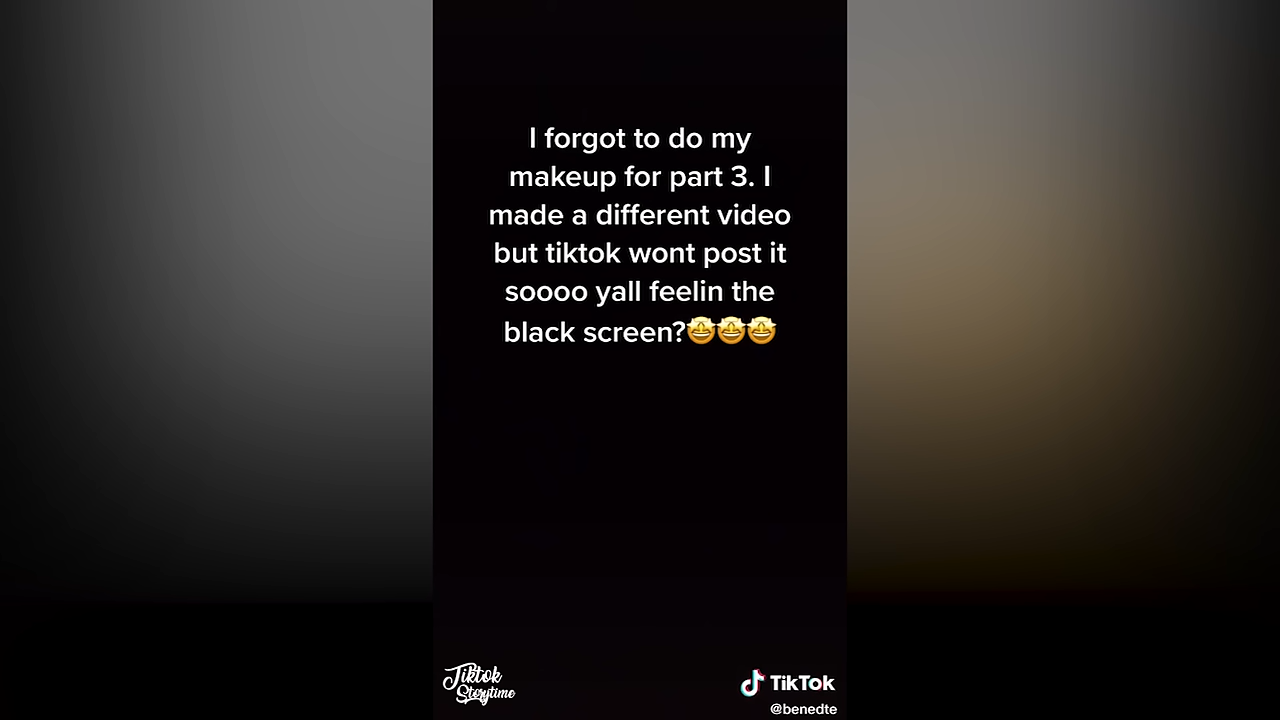 I forgot to do my
makeup for part 3. I
made a different video
but tiktok wont post it
soooo yall feelin the
black screen?🤩🤩🤩
Tiktok
Storytime
TikTok
@benedte